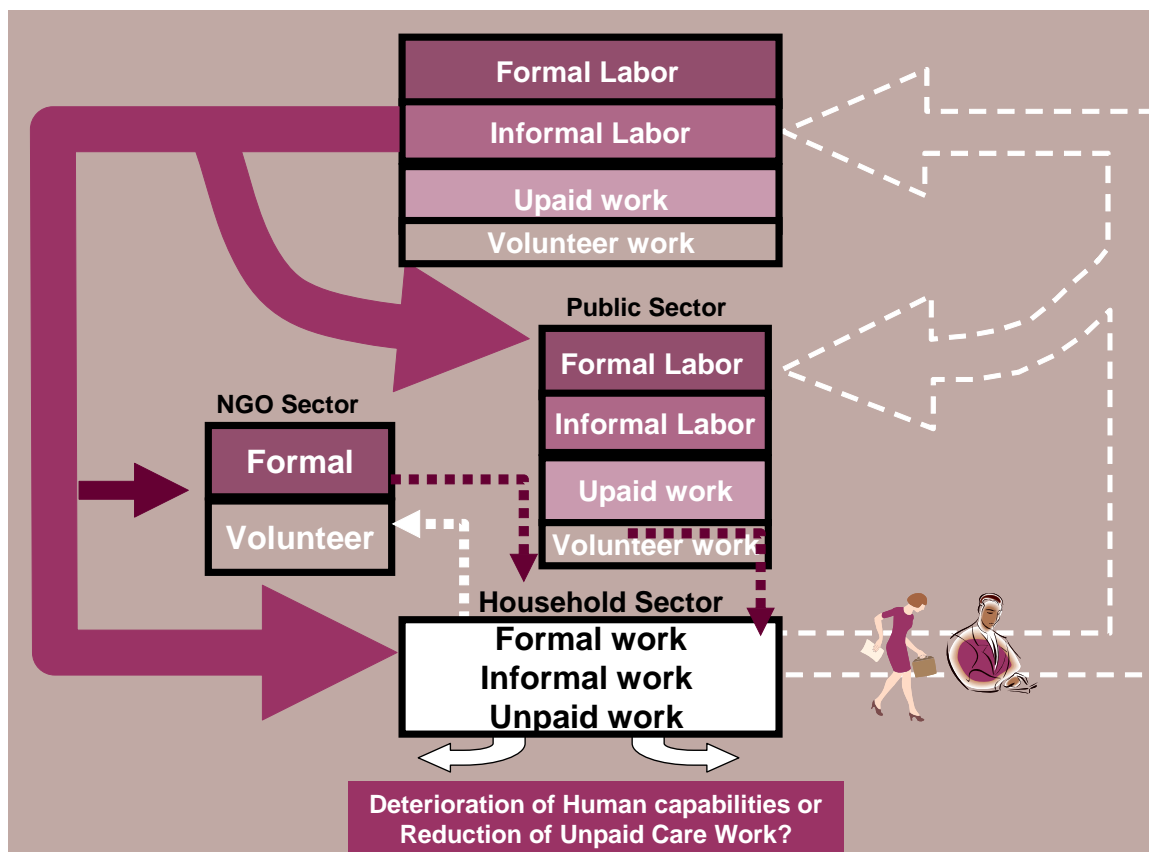 Formal Labor
Informal Labor
Upaid work
Volunteer work
Public Sector
Formal Labor
Informal Labor
Upaid work
Volunteer work
NGO Sector
Formal
Volunteer
Household Sector
Formal work
Informal work
Unpaid work
Deterioration of Human capabilities or
Reduction of Unpaid Care Work?